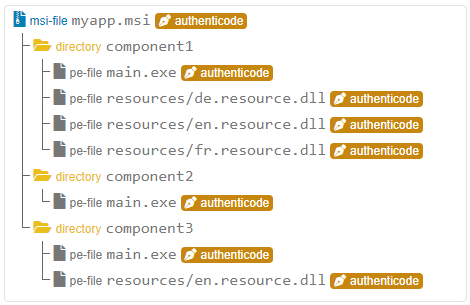 msi-file myapp.msi authenticode
directory component1
pe-file main.exe authenticode
pe-file resources/de.resource.dll authenticode
pe-file resources/en.resource.dll authenticode
pe-file resources/fr.resource.dll authenticode
directory component2
pe-file main.exe authenticode
directory component3
pe-file main.exe authenticode
pe-file resources/en.resource.dll authenticode